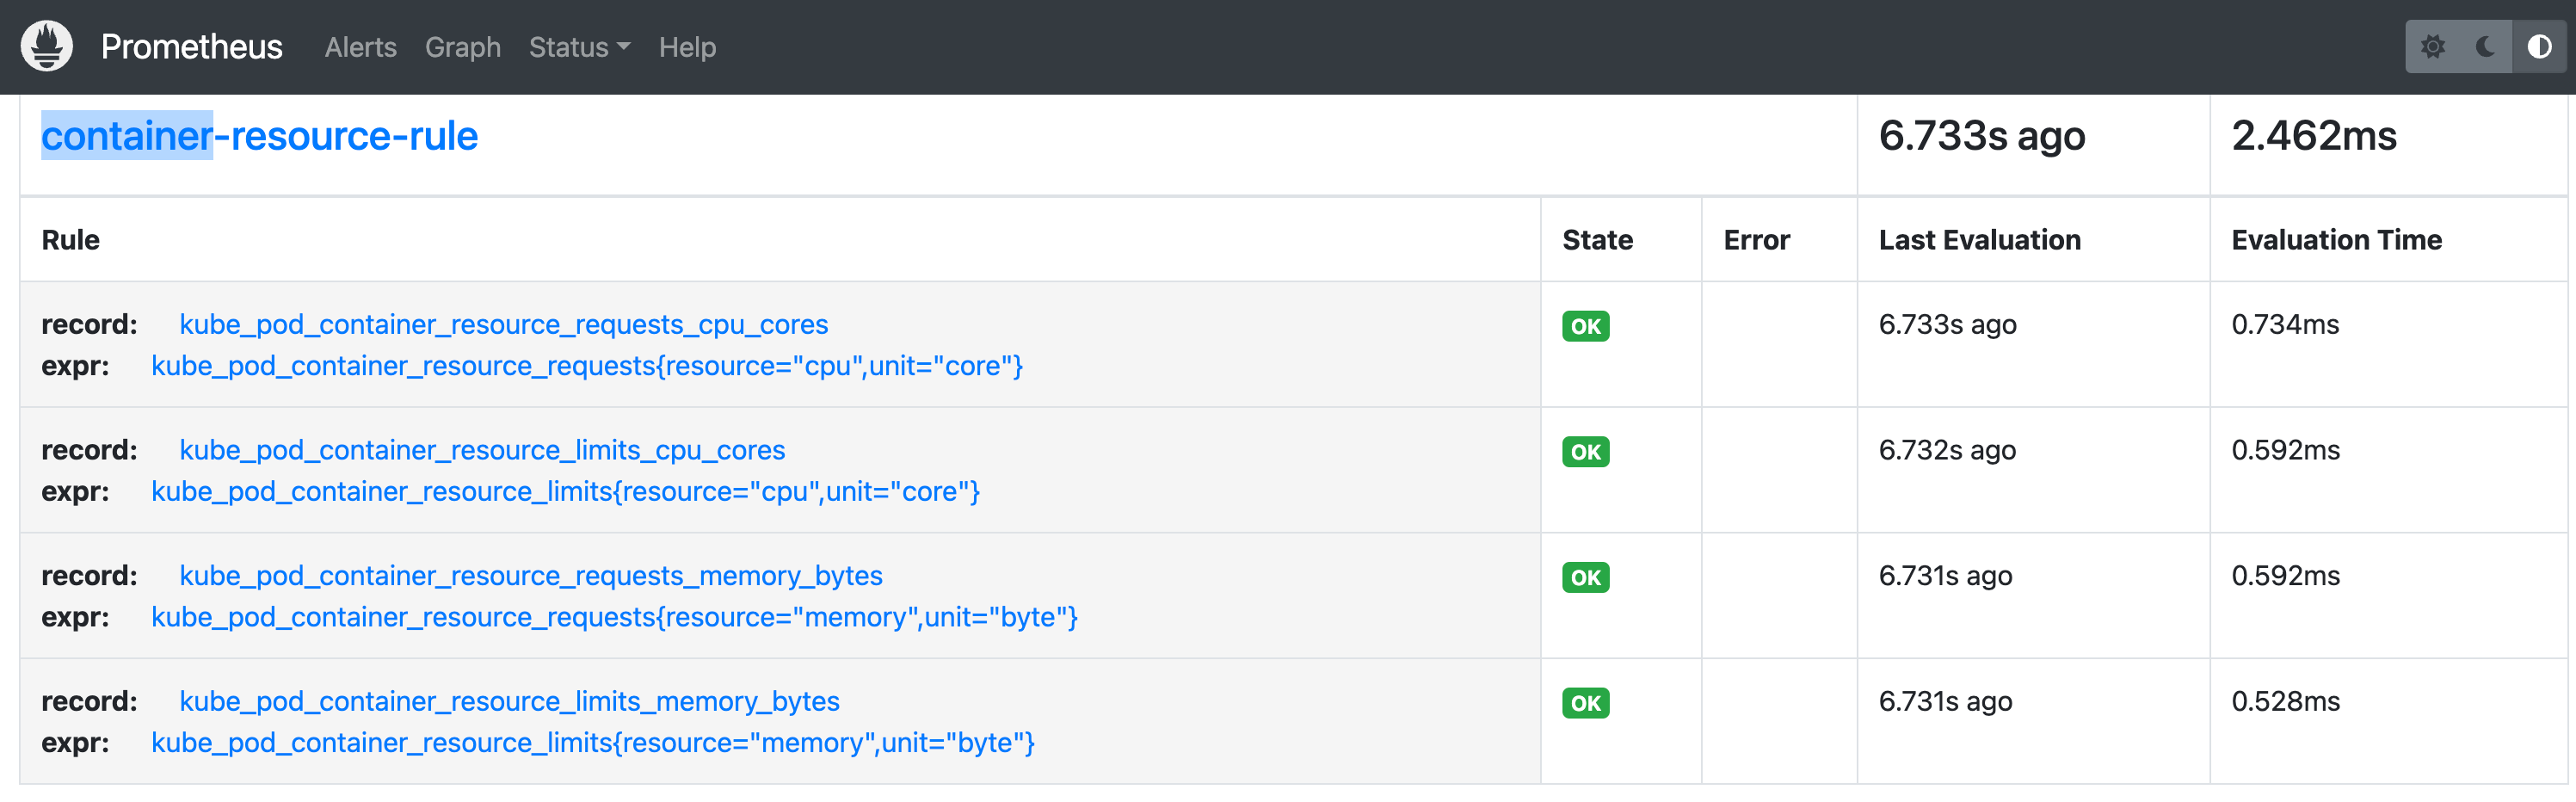 Prometheus Alerts Graph Status Help
container-resource-rule 6.733s ago 2.462ms
Rule State Error Last Evaluation Evaluation Time
record: kube_pod_container_resource_requests_cpu_cores OK 6.733s ago 0.734ms
expr: kube_pod_container_resource_requests{resource="cpu",unit="core"}
record: kube_pod_container_resource_limits_cpu_cores OK 6.732s ago 0.592ms
expr: kube_pod_container_resource_limits{resource="cpu",unit="core"}
record: kube_pod_container_resource_requests_memory_bytes OK 6.731s ago 0.592ms
expr: kube_pod_container_resource_requests{resource="memory",unit="byte"}
record: kube_pod_container_resource_limits_memory_bytes OK 6.731s ago 0.528ms
expr: kube_pod_container_resource_limits{resource="memory",unit="byte"}